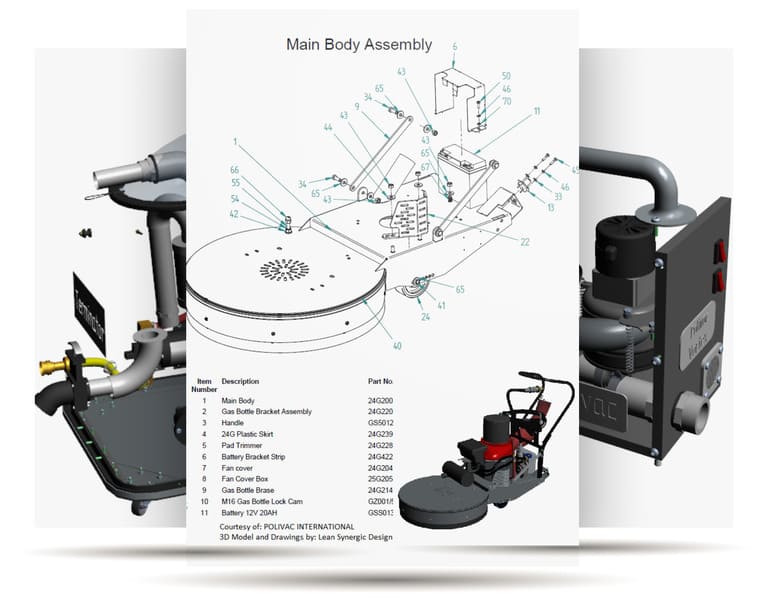 Main Body Assembly
6
50
46
70
11
43
65
34
9
43
44
1
43
65
67
45
46
33
13
66
55
54
42
34
65
43
22
65
41
24
40
Terminator
Polivac
vac
Item Description Part No:
Number
1 Main Body 24G200
2 Gas Bottle Bracket Assembly 24G220
3 Handle GS5012
4 24G Plastic Skirt 24G239
5 Pad Trimmer 24G228
6 Battery Bracket Strip 24G422
7 Fan cover 24G204
8 Fan Cover Box 25G205
9 Gas Bottle Brase 24G214
10 M16 Gas Bottle Lock Cam GZ001/
11 Battery 12V 20AH GSS013
Courtesy of: POLIVAC INTERNATIONAL
3D Model and Drawings by: Lean Synergic Design